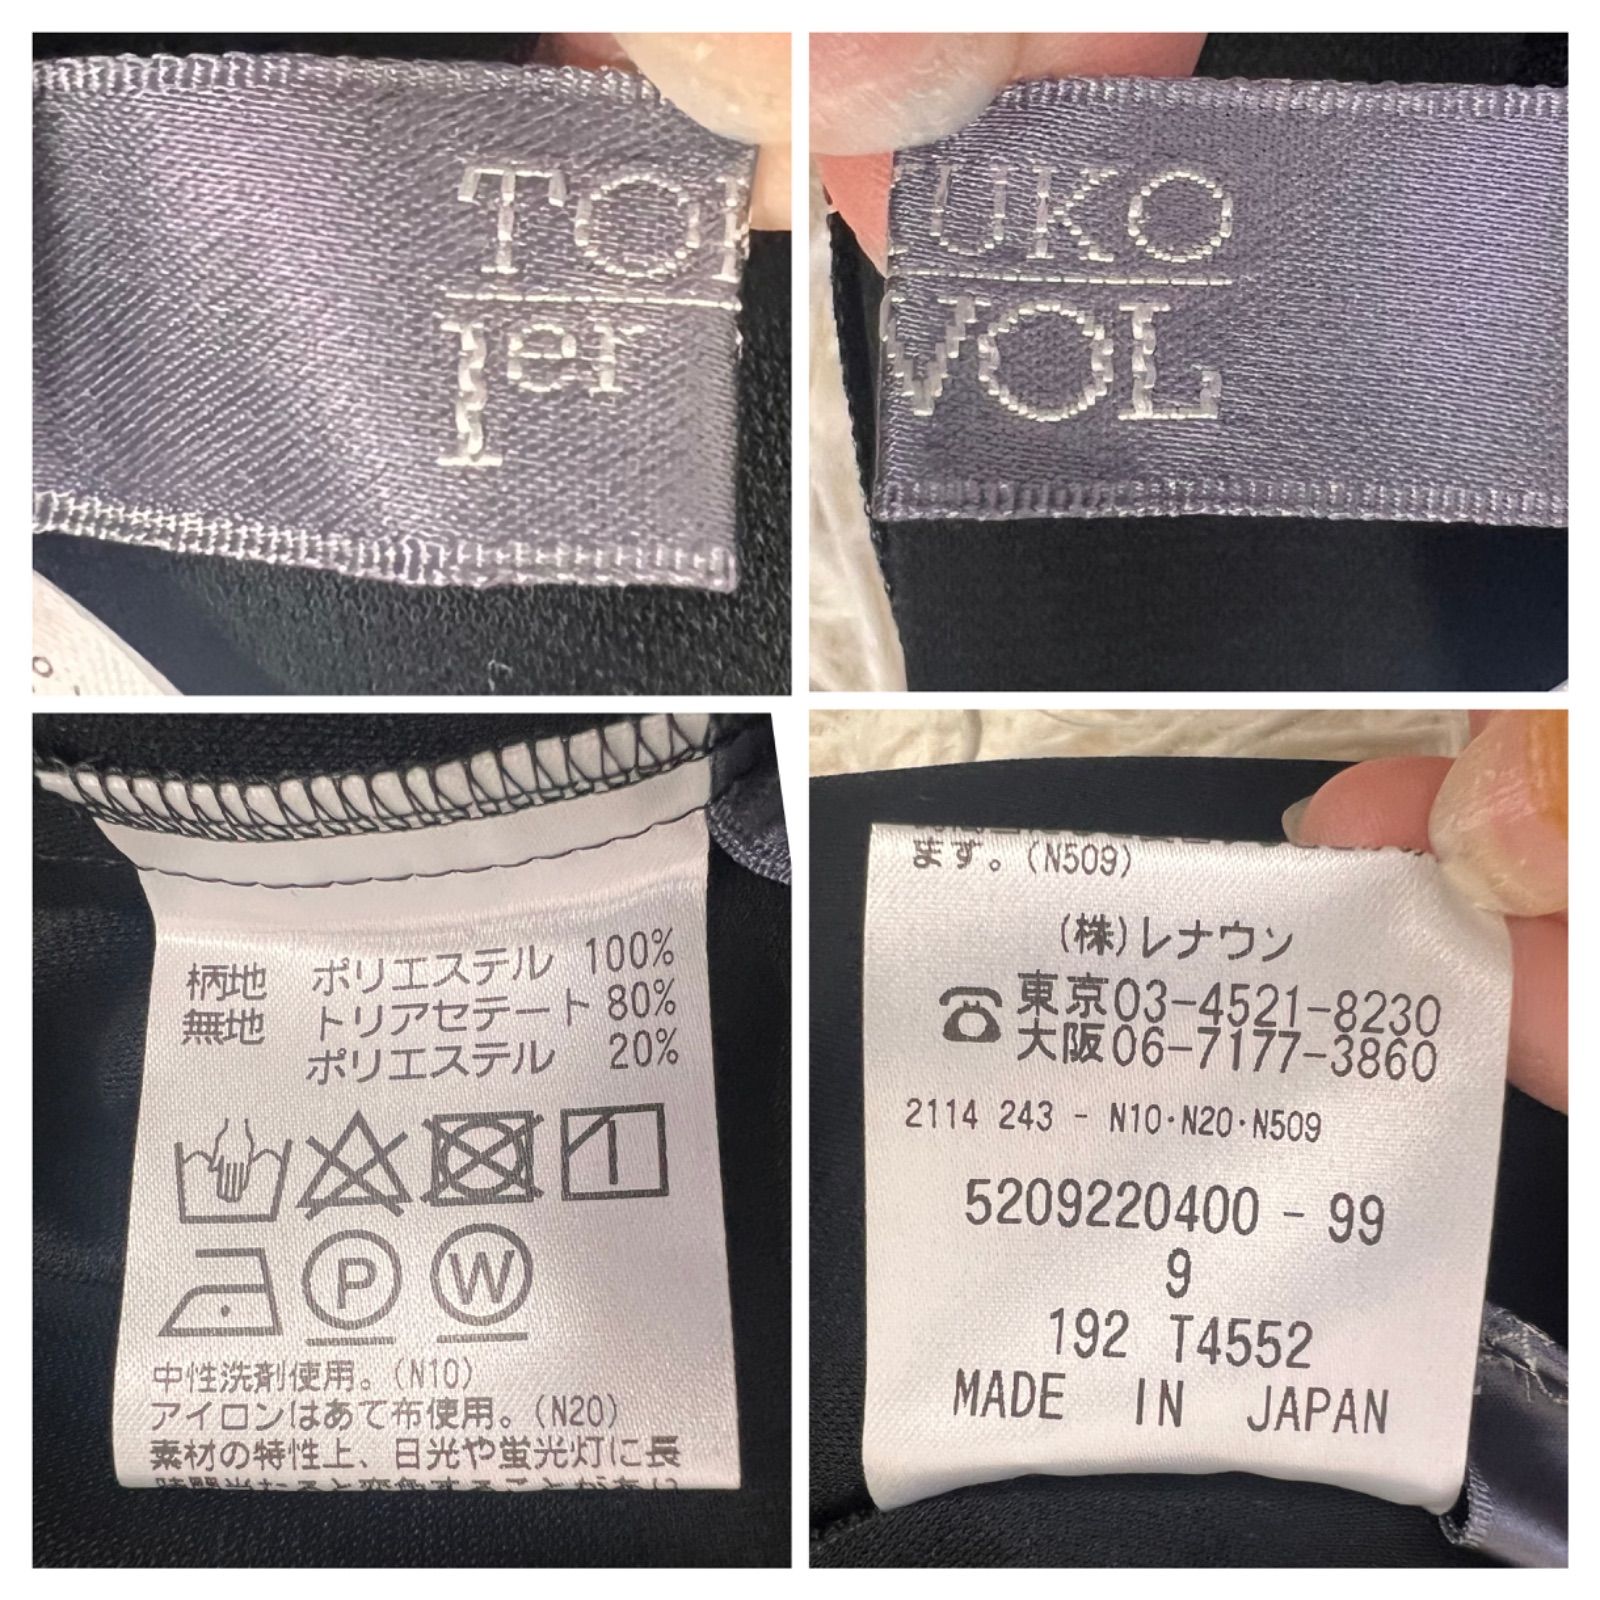 TO
1er
UKO
VOL
柄地 ポリエステル 100%
無地 トリアセテート 80%
ポリエステル 20%
P W
中性洗剤使用。(N10)
アイロンはあて布使用。(N20)
素材の特性上、日光や蛍光灯に長
ます。(N509)
(株)レナウン
東京03-4521-8230
大阪06-7177-3860
2114 243 - N10・N20・N509
5209220400 - 99
9
192 T4552
MADE IN JAPAN